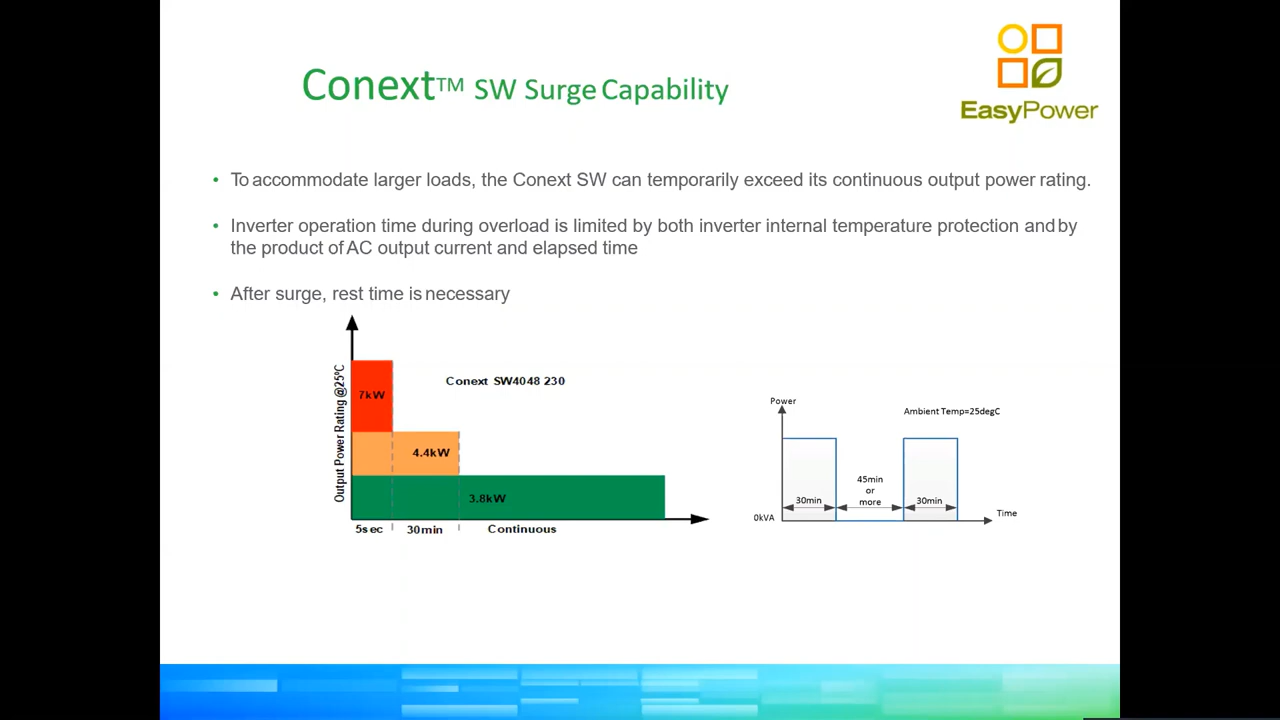 Conext™ SW Surge Capability
EasyPower
• To accommodate larger loads, the Conext SW can temporarily exceed its continuous output power rating.
• Inverter operation time during overload is limited by both inverter internal temperature protection and by
the product of AC output current and elapsed time
• After surge, rest time is necessary
Output Power Rating @25ºC
Conext SW4048 230
7kW
4.4kW
3.8kW
5sec
30min
Continuous
Power
Ambient Temp=25degC
30min
45min
or
more
30min
0kVA
Time